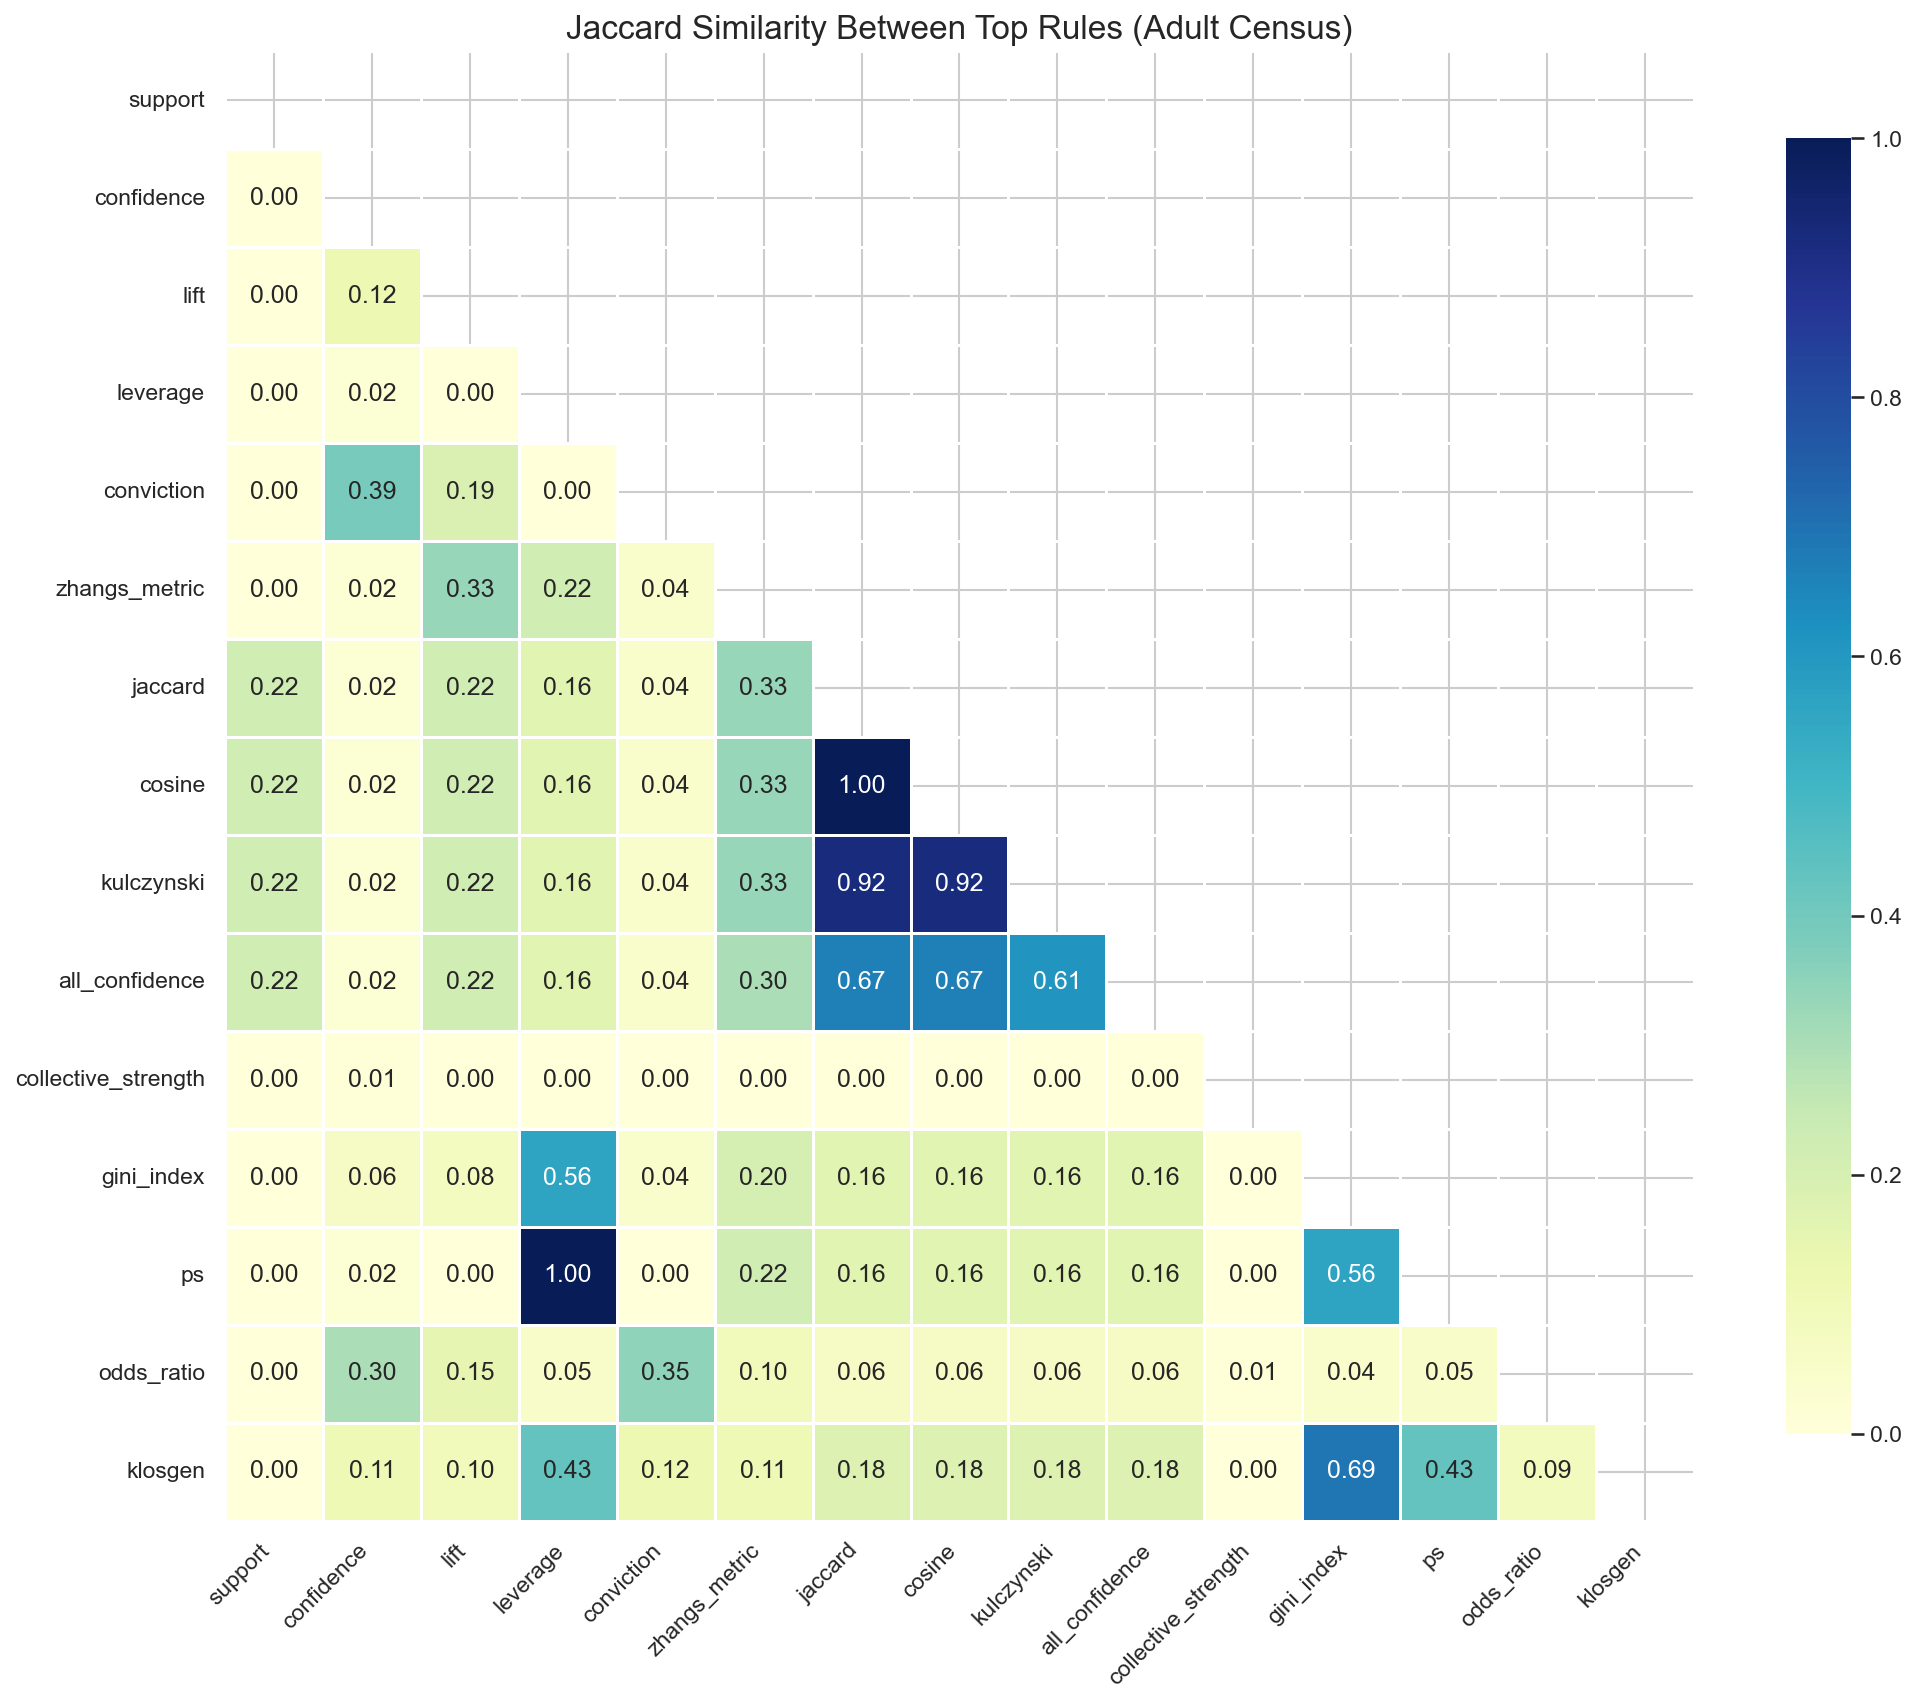 Jaccard Similarity Between Top Rules (Adult Census)
support
confidence 0.00
lift 0.00 0.12
leverage 0.00 0.02 0.00
conviction 0.00 0.39 0.19 0.00
zhangs_metric 0.00 0.02 0.33 0.22 0.04
jaccard 0.22 0.02 0.22 0.16 0.04 0.33
cosine 0.22 0.02 0.22 0.16 0.04 0.33 1.00
kulczynski 0.22 0.02 0.22 0.16 0.04 0.33 0.92 0.92
all_confidence 0.22 0.02 0.22 0.16 0.04 0.30 0.67 0.67 0.61
collective_strength 0.00 0.01 0.00 0.00 0.00 0.00 0.00 0.00 0.00 0.00
gini_index 0.00 0.06 0.08 0.56 0.04 0.20 0.16 0.16 0.16 0.16 0.00
ps 0.00 0.02 0.00 1.00 0.00 0.22 0.16 0.16 0.16 0.16 0.00 0.56
odds_ratio 0.00 0.30 0.15 0.05 0.35 0.10 0.06 0.06 0.06 0.06 0.01 0.04 0.05
klosgen 0.00 0.11 0.10 0.43 0.12 0.11 0.18 0.18 0.18 0.18 0.00 0.69 0.43 0.09
support confidence lift leverage conviction zhangs_metric jaccard cosine kulczynski all_confidence collective_strength gini_index ps odds_ratio klosgen
1.0
0.8
0.6
0.4
0.2
0.0